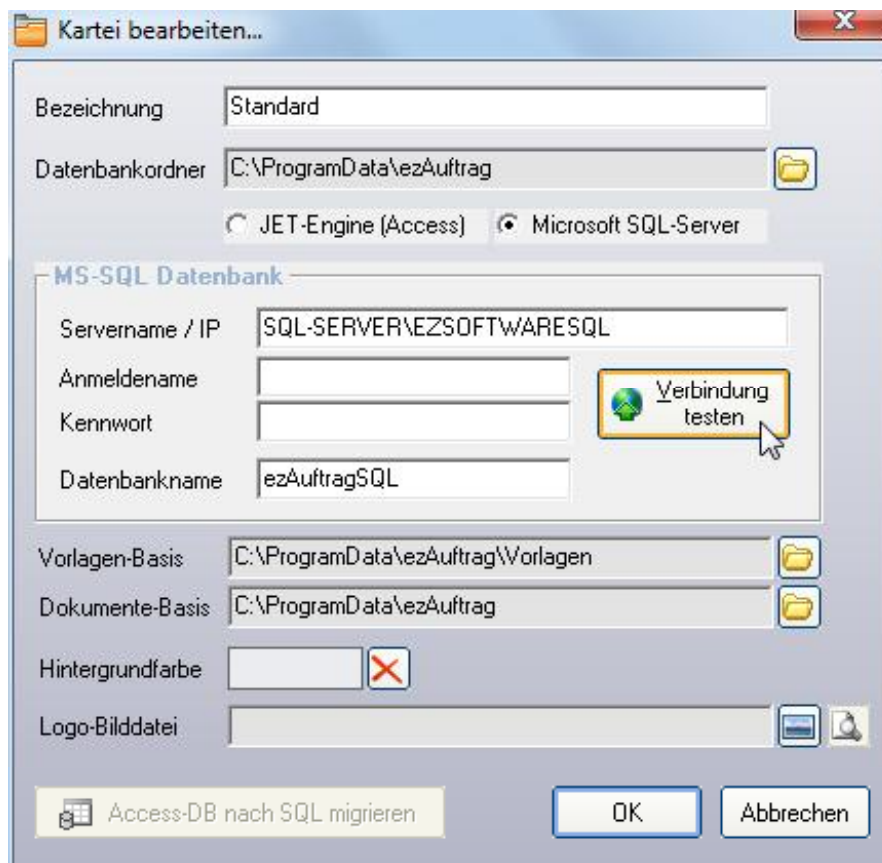 Kartei bearbeiten...
Bezeichnung Standard
Datenbankordner C:\ProgramData\ezAuftrag
JET-Engine (Access) Microsoft SQL-Server
MS-SQL Datenbank
Servername / IP SQL-SERVER\EZSOFTWARESQL
Anmeldename
Kennwort
Verbindung
testen
Datenbankname ezAuftragSQL
Vorlagen-Basis C:\ProgramData\ezAuftrag\Vorlagen
Dokumente-Basis C:\ProgramData\ezAuftrag
Hintergrundfarbe
Logo-Bilddatei
Access-DB nach SQL migrieren OK Abbrechen